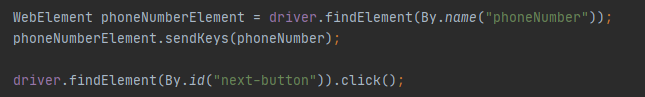 WebElement phoneNumberElement = driver.findElement(By.name("phoneNumber"));
phoneNumberElement.sendKeys(phoneNumber);
driver.findElement(By.id("next-button")).click();